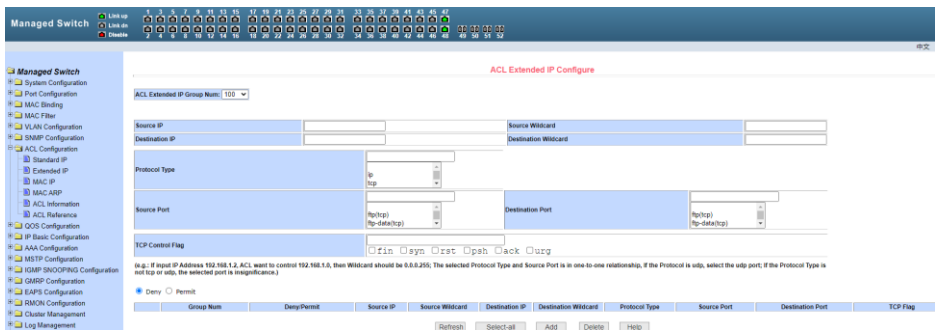 Managed Switch
Link up
Link dn
Disable
1 3 5 7 9 11 13 15 17 19 21 23 25 27 29 31 33 35 37 39 41 43 45 47
2 4 6 8 10 12 14 16 18 20 22 24 26 28 30 32 34 36 38 40 42 44 46 48 49 50 51 52
中文
Managed Switch
System Configuration
Port Configuration
MAC Binding
MAC Filter
VLAN Configuration
SNMP Configuration
ACL Configuration
Standard IP
Extended IP
MAC IP
MAC ARP
ACL Information
ACL Reference
QOS Configuration
IP Basic Configuration
AAA Configuration
MSTP Configuration
IGMP SNOOPING Configuration
GMRP Configuration
EAPS Configuration
RMON Configuration
Cluster Management
Log Management
ACL Extended IP Configure
ACL Extended IP Group Num: 100
Source IP Source Wildcard
Destination IP Destination Wildcard
Protocol Type
ip
tcp
Source Port
ftp(tcp)
ftp-data(tcp)
Destination Port
ftp(tcp)
ftp-data(tcp)
TCP Control Flag
fin syn rst psh ack urg
(e.g.: If input IP Address 192.168.1.2, ACL want to control 192.168.1.0, then Wildcard should be 0.0.0.255; The selected Protocol Type and Source Port is in one-to-one relationship, If the Protocol is udp, select the udp port; If the Protocol Type is
not tcp or udp, the selected port is insignificance.)
Deny Permit
Group Num Deny/Permit Source IP Source Wildcard Destination IP Destination Wildcard Protocol Type Source Port Destination Port TCP Flag
Refresh Select-all Add Delete Help